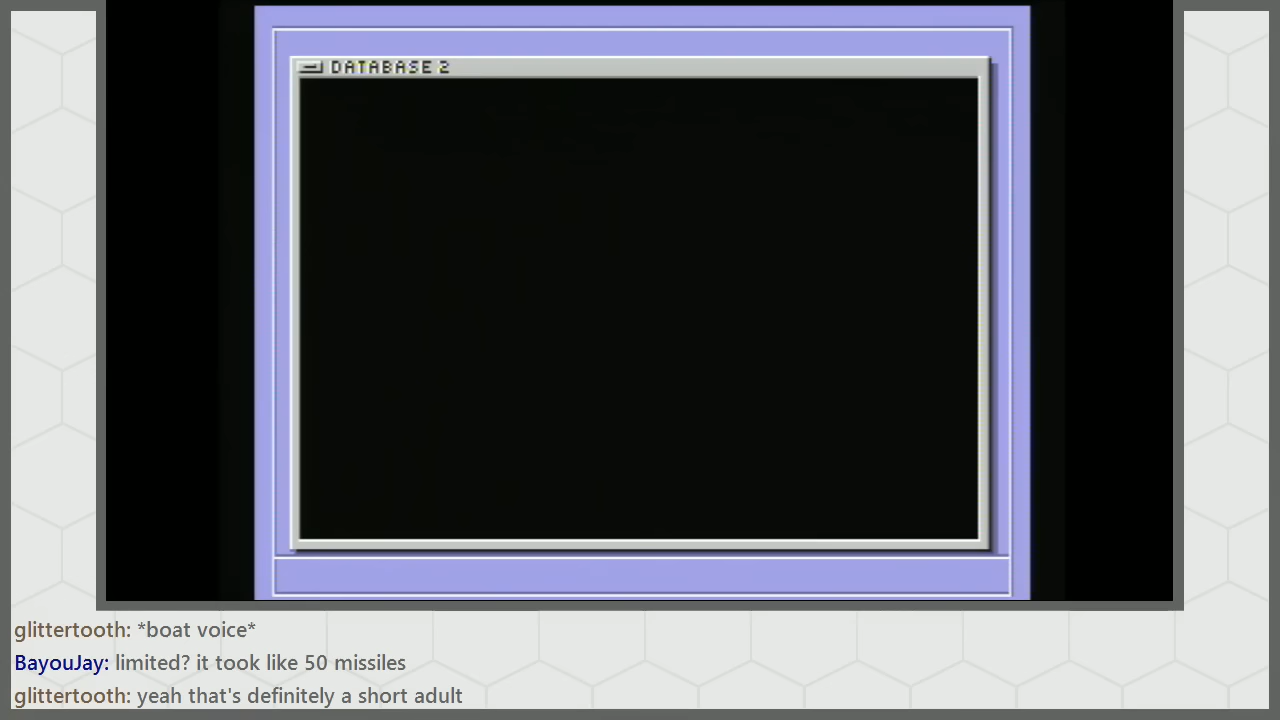 DATABASE 2
glittertooth: *boat voice*
BayouJay: limited? it took like 50 missiles
glittertooth: yeah that's definitely a short adult